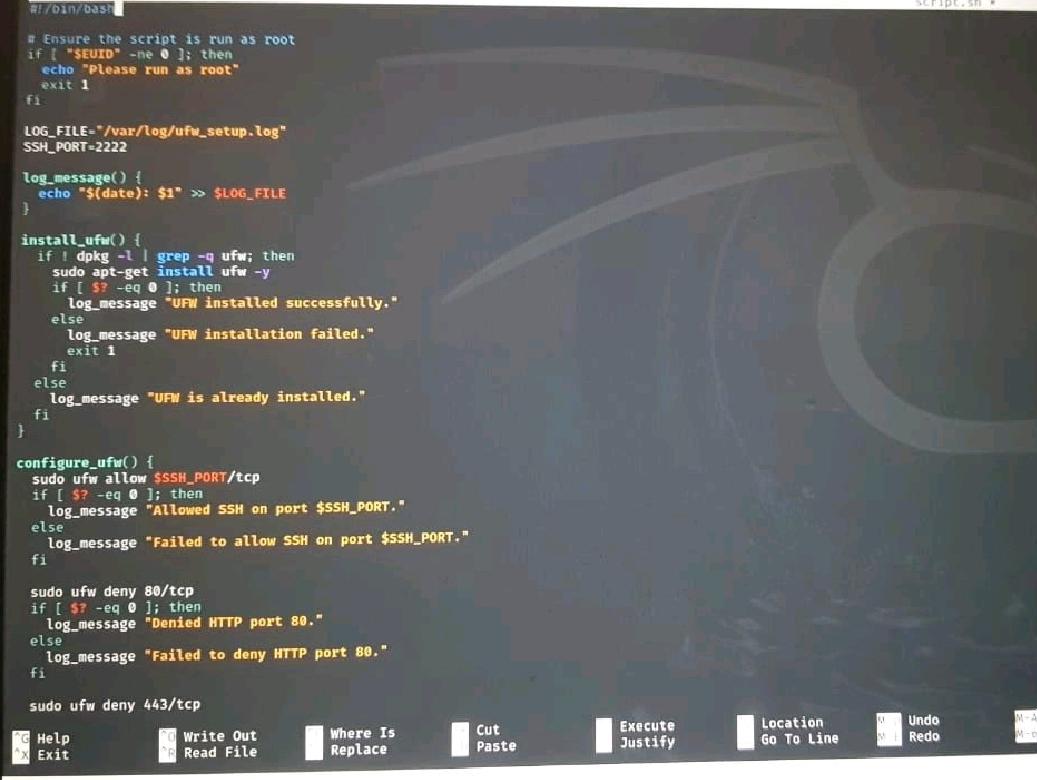 script.sh *
#!/bin/bash
# Ensure the script is run as root
if [ "$EUID" -ne 0 ]; then
  echo "Please run as root"
  exit 1
fi
LOG_FILE="/var/log/ufw_setup.log"
SSH_PORT=2222
log_message() {
  echo "$(date): $1" >> $LOG_FILE
}
install_ufw() {
  if ! dpkg -l | grep -q ufw; then
    sudo apt-get install ufw -y
    if [ $? -eq 0 ]; then
      log_message "UFW installed successfully."
    else
      log_message "UFW installation failed."
      exit 1
    fi
  else
    log_message "UFW is already installed."
  fi
}
configure_ufw() {
  sudo ufw allow $SSH_PORT/tcp
  if [ $? -eq 0 ]; then
    log_message "Allowed SSH on port $SSH_PORT."
  else
    log_message "Failed to allow SSH on port $SSH_PORT."
  fi
  sudo ufw deny 80/tcp
  if [ $? -eq 0 ]; then
    log_message "Denied HTTP port 80."
  else
    log_message "Failed to deny HTTP port 80."
  fi
  sudo ufw deny 443/tcp
^G Help ^O Write Out Where Is Cut Execute Location Undo
^X Exit ^R Read File Replace Paste Justify Go To Line Redo